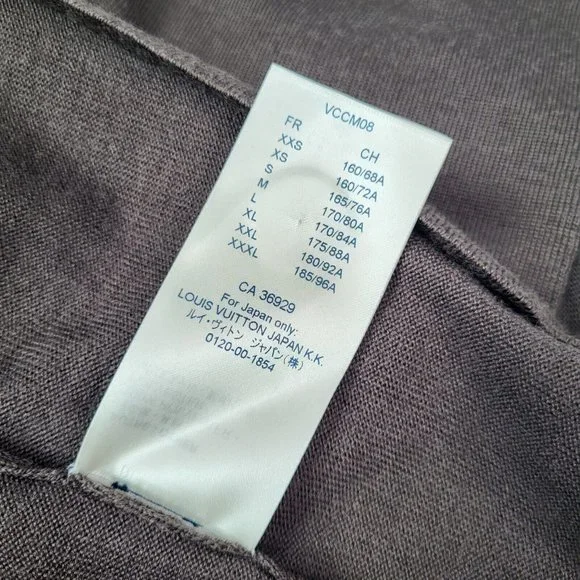 VCCM08
FR CH
XXS 160/68A
XS 160/72A
S 165/76A
M 170/80A
L 170/84A
XL 175/88A
XXL 180/92A
XXXL 185/96A
CA 36929
For Japan only:
LOUIS VUITTON JAPAN K.K.
ルイ・ヴィトン ジャパン(株)
0120-00-1854